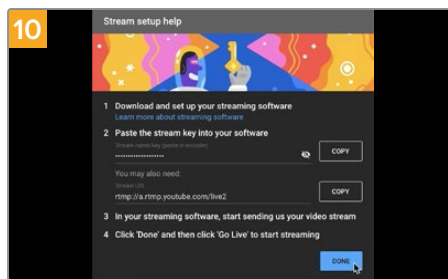 10
Stream setup help
1 Download and set up your streaming software
Learn more about streaming software
2 Paste the stream key into your software
Stream name/key (paste in encoder)
••••••••••••••••••••
COPY
You may also need:
Stream URL
rtmp://a.rtmp.youtube.com/live2
COPY
3 In your streaming software, start sending us your video stream
4 Click 'Done' and then click 'Go Live' to start streaming
DONE